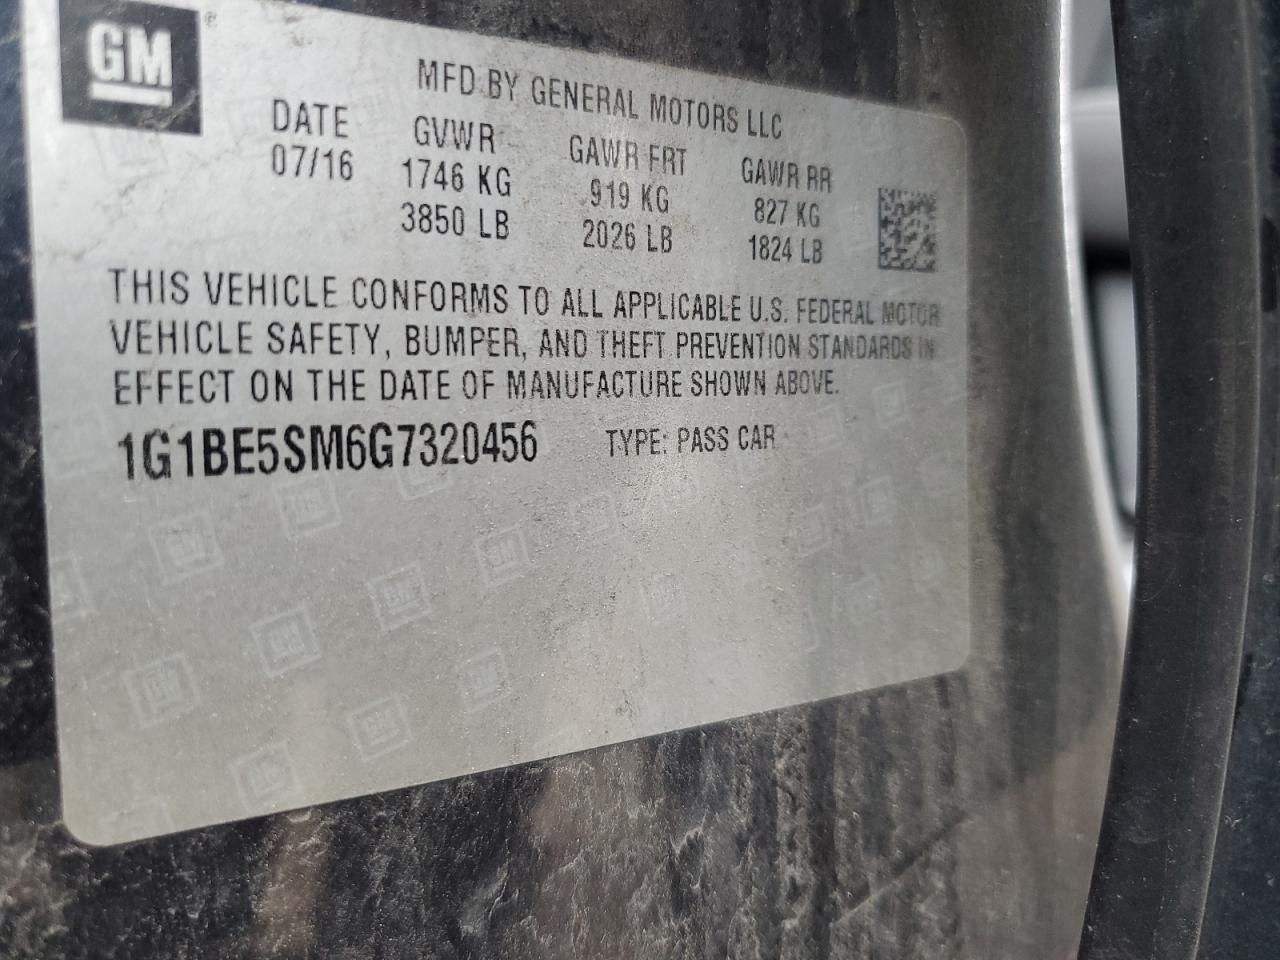 GM®
MFD BY GENERAL MOTORS LLC
DATE GVWR GAWR FRT GAWR RR
07/16 1746 KG 919 KG 827 KG
3850 LB 2026 LB 1824 LB
THIS VEHICLE CONFORMS TO ALL APPLICABLE U.S. FEDERAL MOTOR
VEHICLE SAFETY, BUMPER, AND THEFT PREVENTION STANDARDS IN
EFFECT ON THE DATE OF MANUFACTURE SHOWN ABOVE.
1G1BE5SM6G7320456 TYPE: PASS CAR